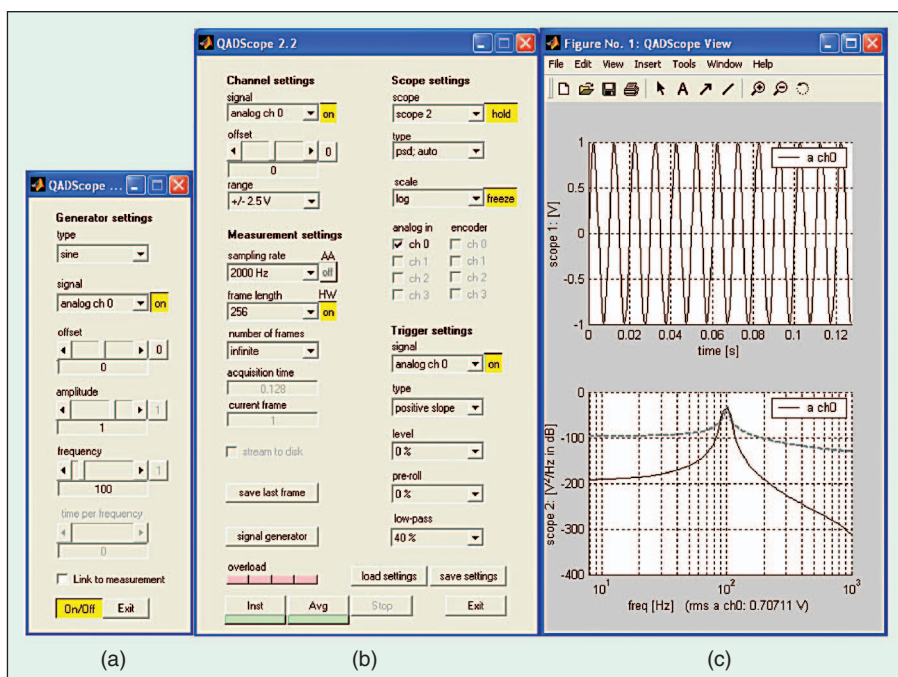 QADScope ...
Generator settings
type
sine
signal
analog ch 0
on
offset
0
0
amplitude
1
1
frequency
1
100
time per frequency
0
Link to measurement
On/Off
Exit
(a)
QADScope 2.2
Channel settings
signal
analog ch 0
on
offset
0
0
range
+/- 2.5 V
Measurement settings
sampling rate
AA
2000 Hz
off
frame length
HW
256
on
number of frames
infinite
acquisition time
0.128
current frame
1
stream to disk
save last frame
signal generator
overload
Inst
Avg
Stop
Exit
Scope settings
scope
scope 2
hold
type
psd; auto
scale
log
freeze
analog in
encoder
ch 0
ch 0
ch 1
ch 1
ch 2
ch 2
ch 3
ch 3
Trigger settings
signal
analog ch 0
on
type
positive slope
level
0 %
pre-roll
0 %
low-pass
40 %
load settings
save settings
(b)
Figure No. 1: QADScope View
File Edit View Insert Tools Window Help
A
a ch0
scope 1: [V]
1
0.5
0
-0.5
-1
0 0.02 0.04 0.06 0.08 0.1 0.12
time [s]
a ch0
scope 2: [V²/Hz in dB]
0
-100
-200
-300
-400
10¹ 10² 10³
freq [Hz] (rms a ch0: 0.70711 V)
(c)